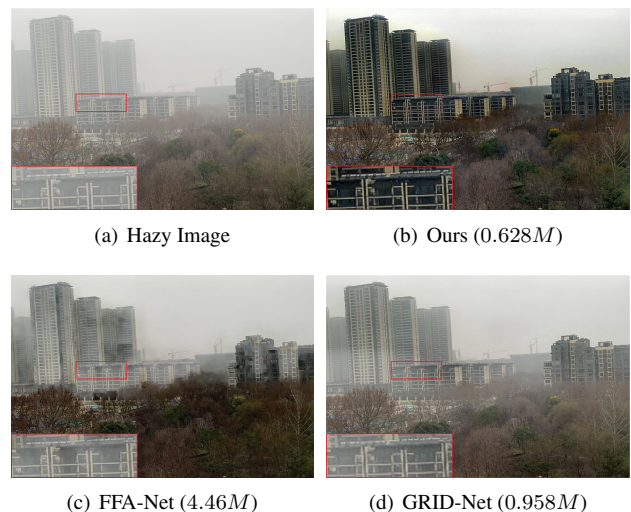 (a) Hazy Image
(b) Ours (0.628M)
(c) FFA-Net (4.46M)
(d) GRID-Net (0.958M)